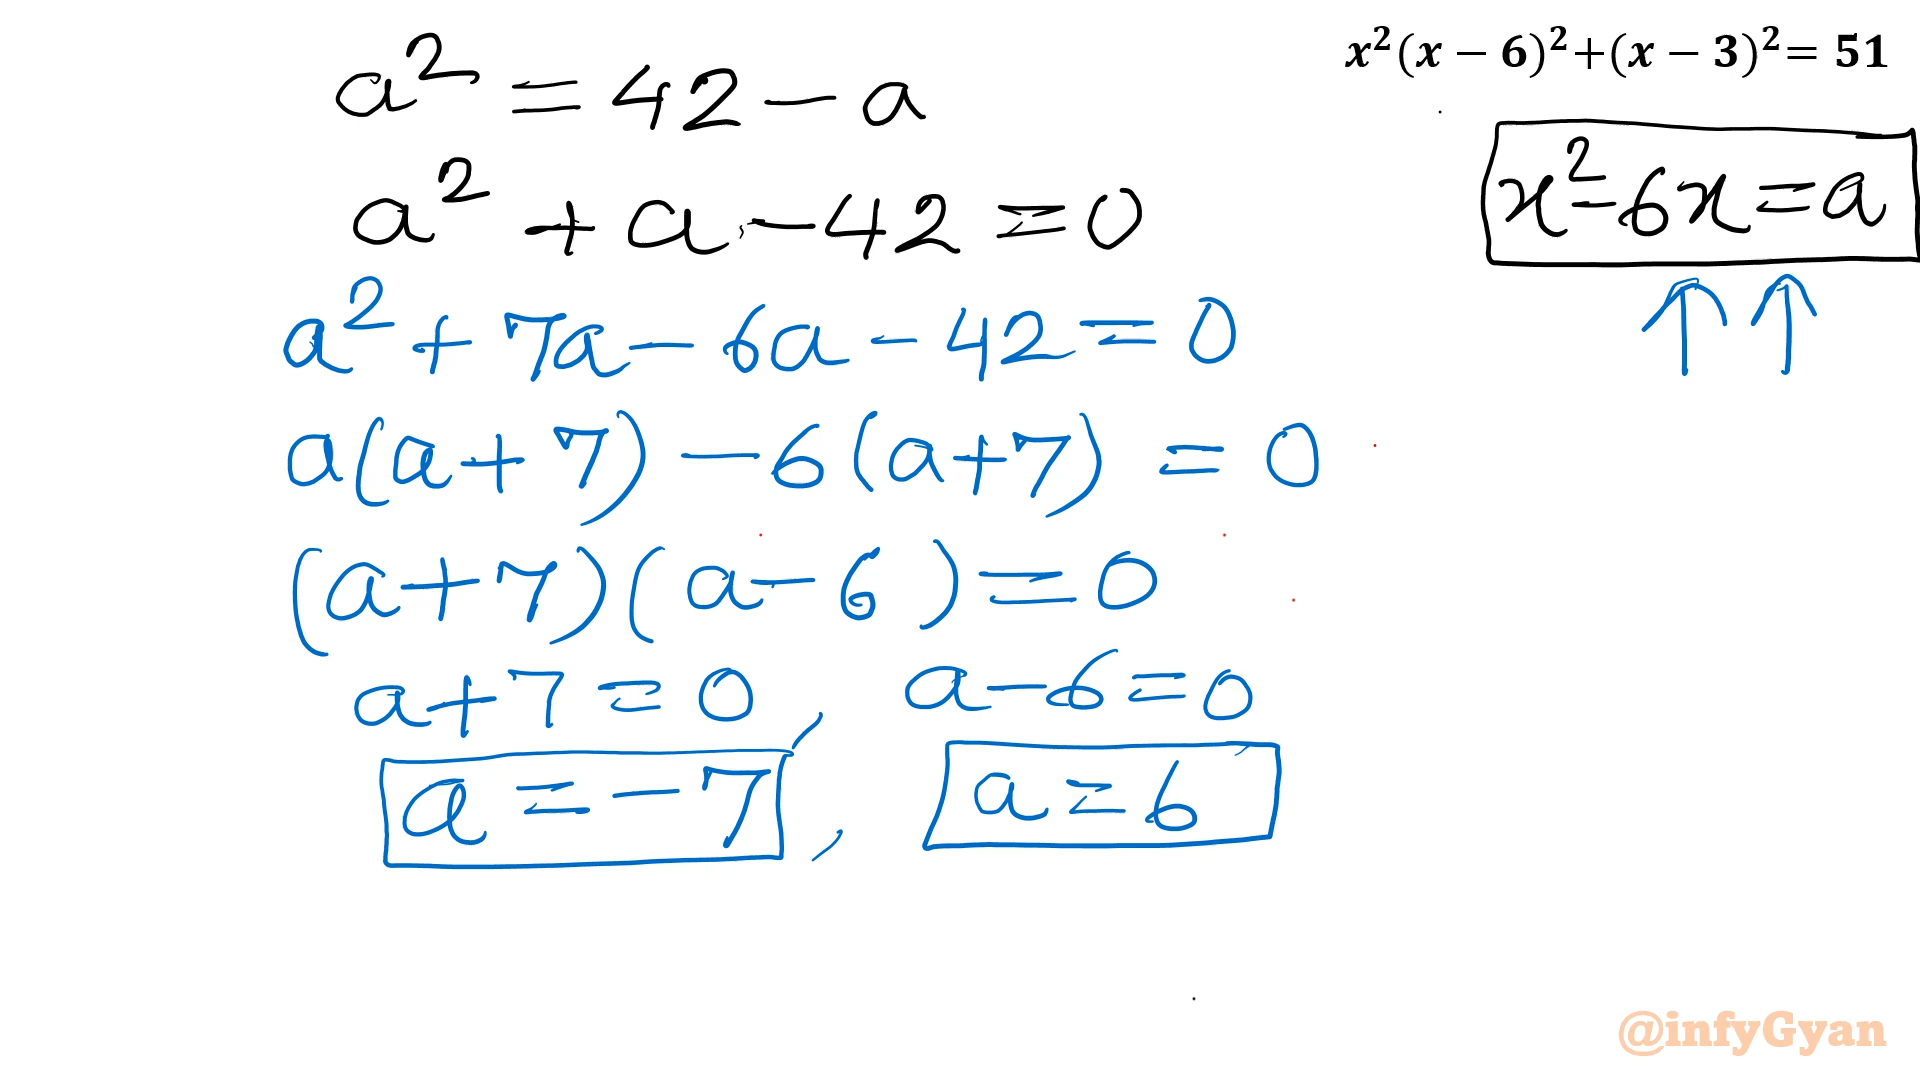 x²(x − 6)²+(x − 3)²= 51
x²-6x=a
a² = 42 - a
a² + a - 42 = 0
a² + 7a - 6a - 42 = 0
a(a+7) - 6(a+7) = 0
(a+7)(a-6) = 0
a+7=0, a-6=0
a = -7, a = 6
@infyGyan